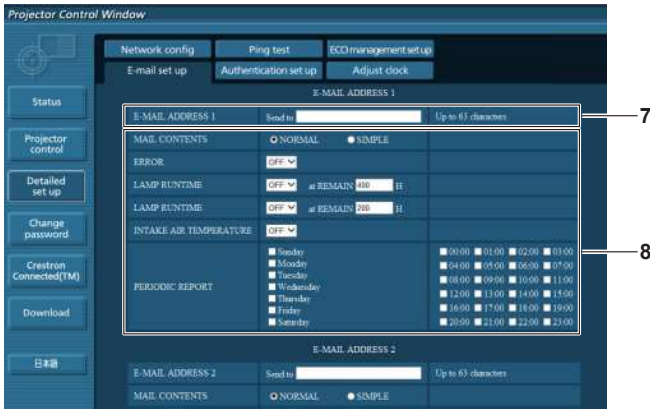 Projector Control Window
Network config Ping test ECO management set up
E-mail set up Authentication set up Adjust clock
Status
Projector control
Detailed set up
Change password
Crestron Connected(TM)
Download
日本語
E-MAIL ADDRESS 1
E-MAIL ADDRESS 1 Send to Up to 63 characters 7
MAIL CONTENTS NORMAL SIMPLE
ERROR OFF
LAMP RUNTIME OFF at REMAIN 400 H
LAMP RUNTIME OFF at REMAIN 200 H
INTAKE AIR TEMPERATURE OFF
8
PERIODIC REPORT
Sunday
Monday
Tuesday
Wednesday
Thursday
Friday
Saturday
00:00 01:00 02:00 03:00
04:00 05:00 06:00 07:00
08:00 09:00 10:00 11:00
12:00 13:00 14:00 15:00
16:00 17:00 18:00 19:00
20:00 21:00 22:00 23:00
E-MAIL ADDRESS 2
E-MAIL ADDRESS 2 Send to Up to 63 characters
MAIL CONTENTS NORMAL SIMPLE